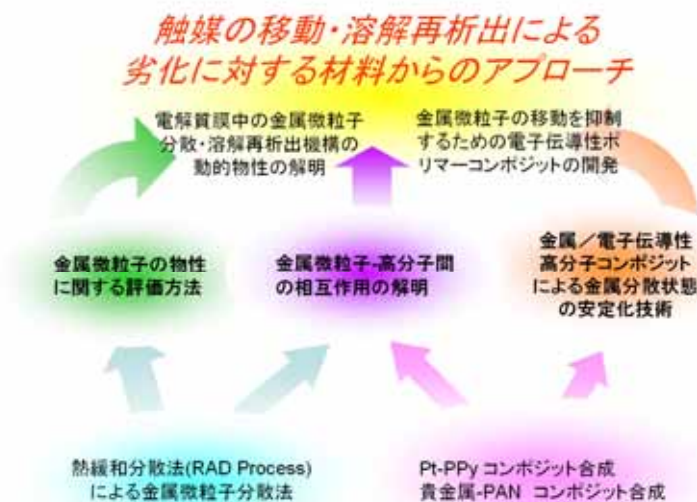 触媒の移動・溶解再析出による
劣化に対する材料からのアプローチ
電解質膜中の金属微粒子
分散・溶解再析出機構の
動的物性の解明
金属微粒子の移動を抑制
するための電子伝導性ポ
リマーコンポジットの開発
金属微粒子の物性
に関する評価方法
金属微粒子-高分子間
の相互作用の解明
金属／電子伝導性
高分子コンポジット
による金属分散状態
の安定化技術
熱緩和分散法(RAD Process)
による金属微粒子分散法
Pt-PPy コンポジット合成
貴金属-PAN コンポジット合成